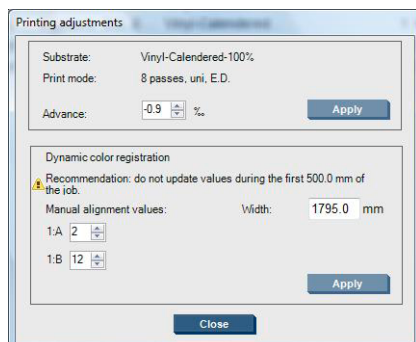 Printing adjustments
Substrate: Vinyl-Calendered-100%
Print mode: 8 passes, uni, E.D.
Advance: -0.9 ‰ Apply
Dynamic color registration
Recommendation: do not update values during the first 500.0 mm of
the job.
Manual alignment values: Width: 1795.0 mm
1:A 2
1:B 12
Apply
Close